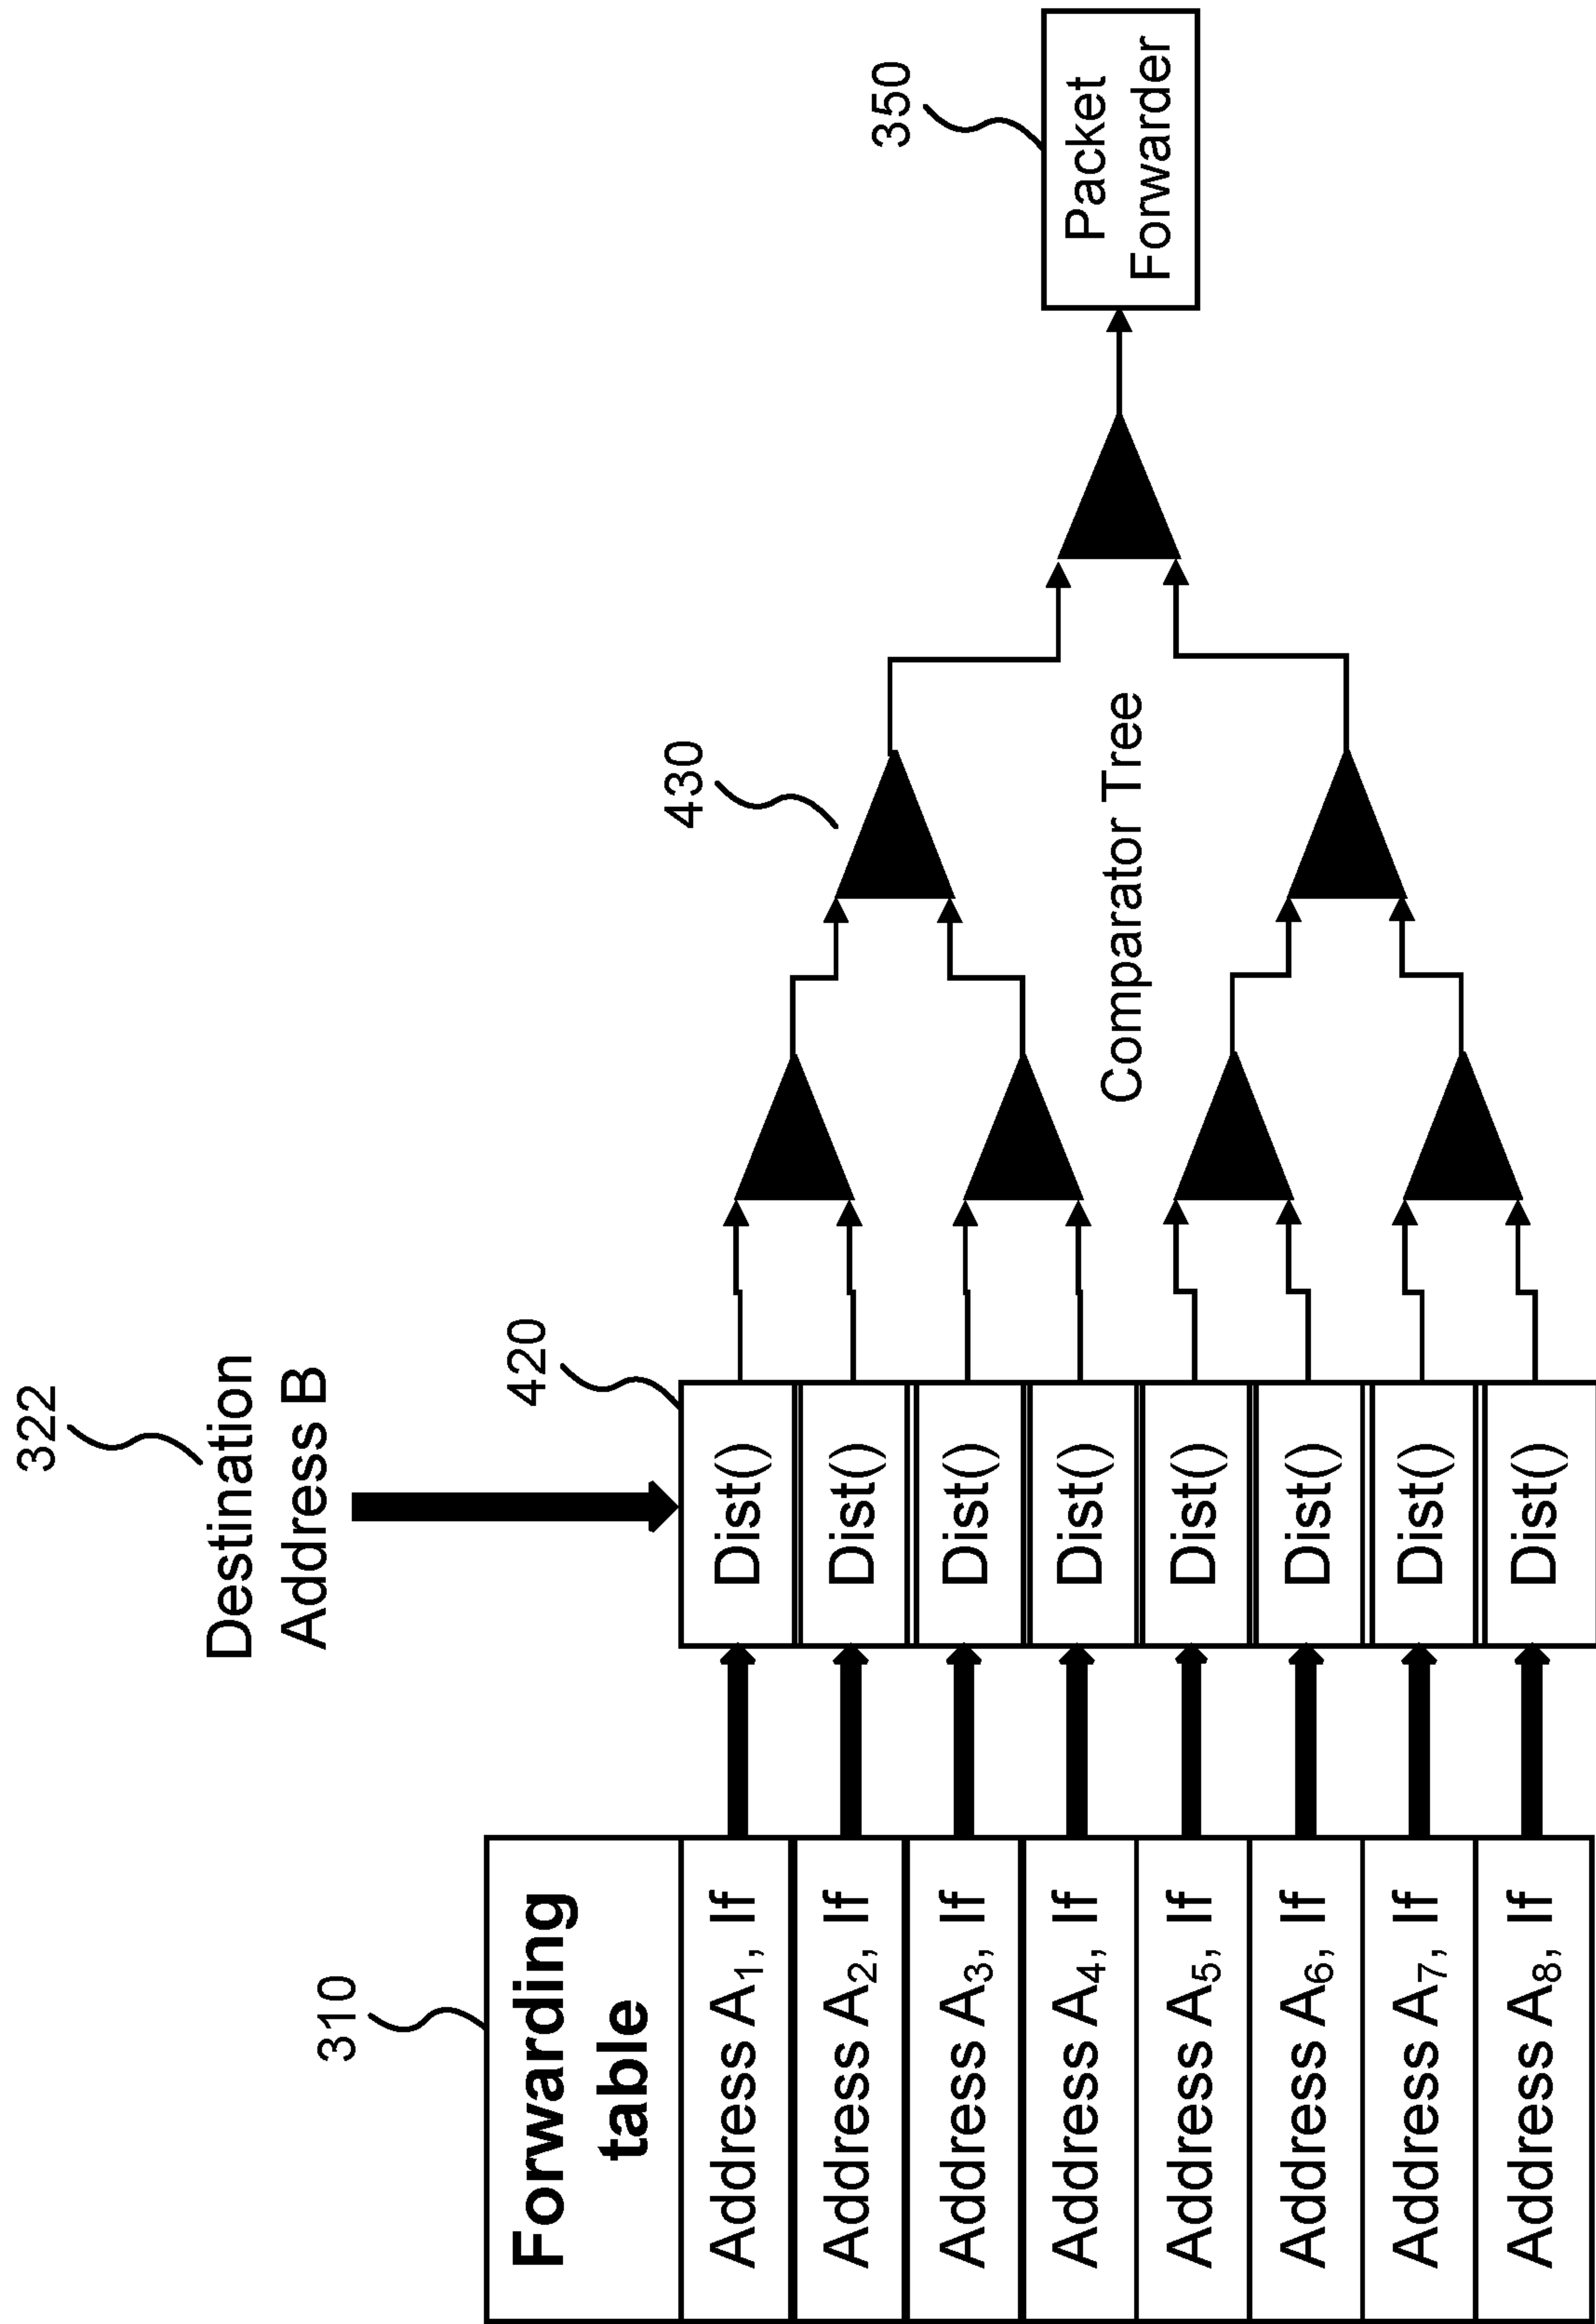 322
Destination
Address B
310
Forwarding
table
Address A1, If
Address A2, If
Address A3, If
Address A4, If
Address A5, If
Address A6, If
Address A7, If
Address A8, If
420
Dist()
Dist()
Dist()
Dist()
Dist()
Dist()
Dist()
Dist()
430
Comparator Tree
350
Packet
Forwarder